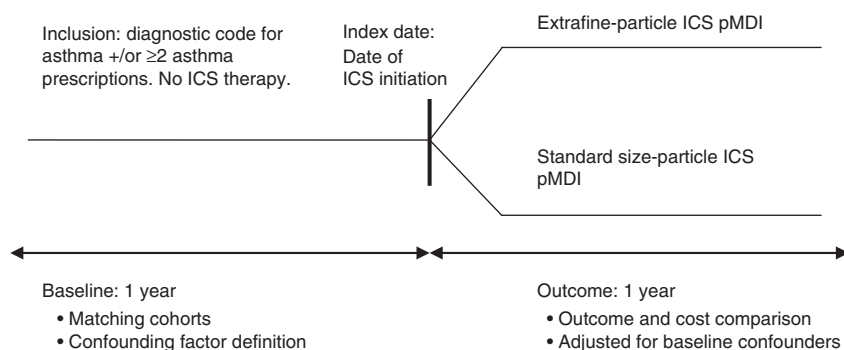 Inclusion: diagnostic code for
asthma +/or ≥2 asthma
prescriptions. No ICS therapy.
Index date:
Date of
ICS initiation
Extrafine-particle ICS pMDI
Standard size-particle ICS
pMDI
Baseline: 1 year
• Matching cohorts
• Confounding factor definition
Outcome: 1 year
• Outcome and cost comparison
• Adjusted for baseline confounders